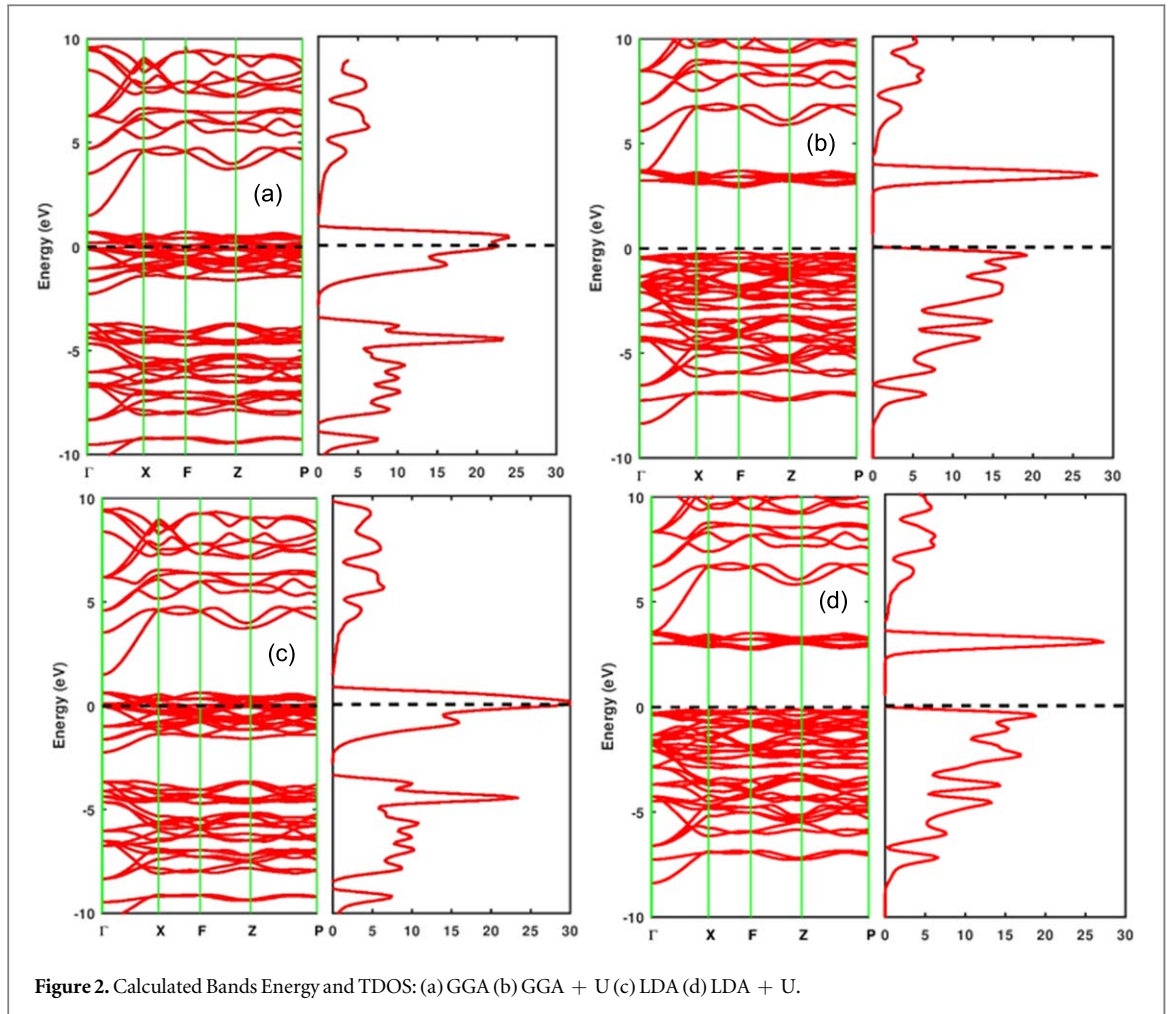 10
5
0
-5
-10
Energy (eV)
(a)
Γ X F Z P
0 5 10 15 20 25 30
10
5
0
-5
-10
Energy (eV)
(b)
Γ X F Z P
0 5 10 15 20 25 30
10
5
0
-5
-10
Energy (eV)
(c)
Γ X F Z P
0 5 10 15 20 25 30
10
5
0
-5
-10
Energy (eV)
(d)
Γ X F Z P
0 5 10 15 20 25 30
Figure 2. Calculated Bands Energy and TDOS: (a) GGA (b) GGA + U (c) LDA (d) LDA + U.